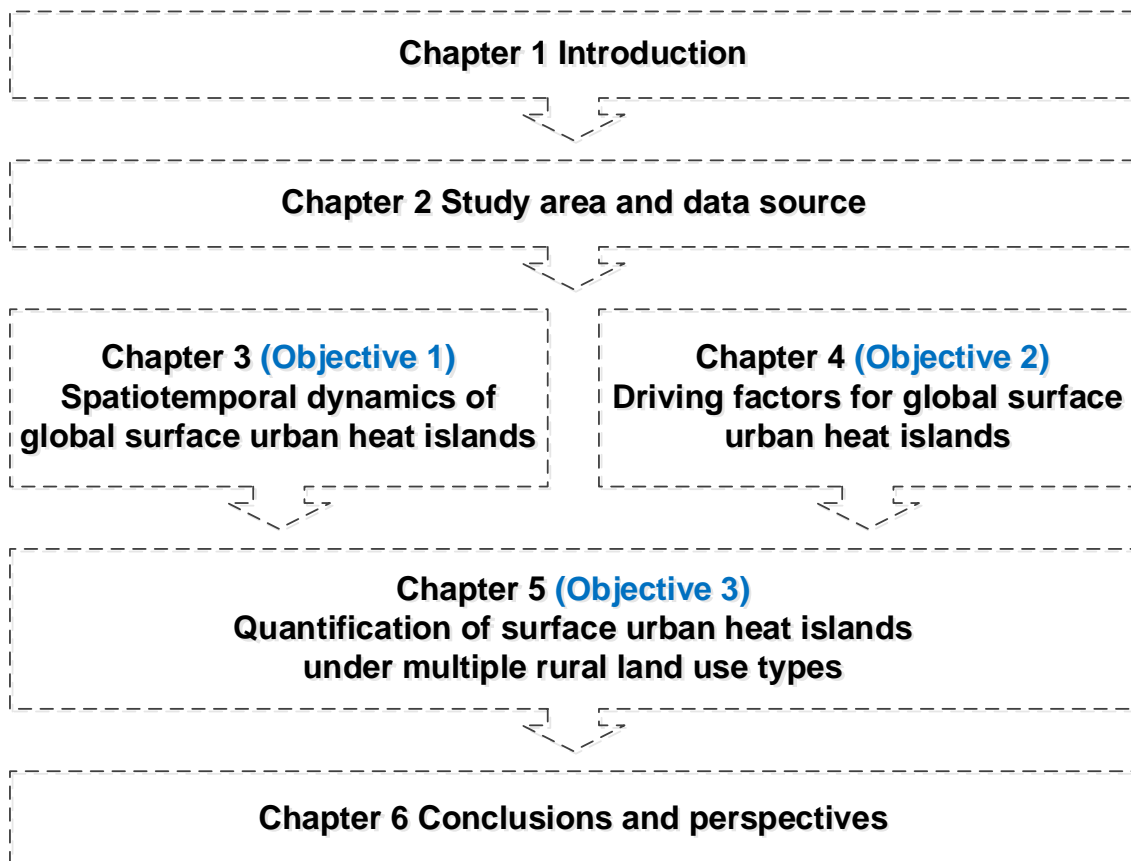 Chapter 1 Introduction
Chapter 2 Study area and data source
Chapter 3 (Objective 1)
Spatiotemporal dynamics of
global surface urban heat islands
Chapter 4 (Objective 2)
Driving factors for global surface
urban heat islands
Chapter 5 (Objective 3)
Quantification of surface urban heat islands
under multiple rural land use types
Chapter 6 Conclusions and perspectives